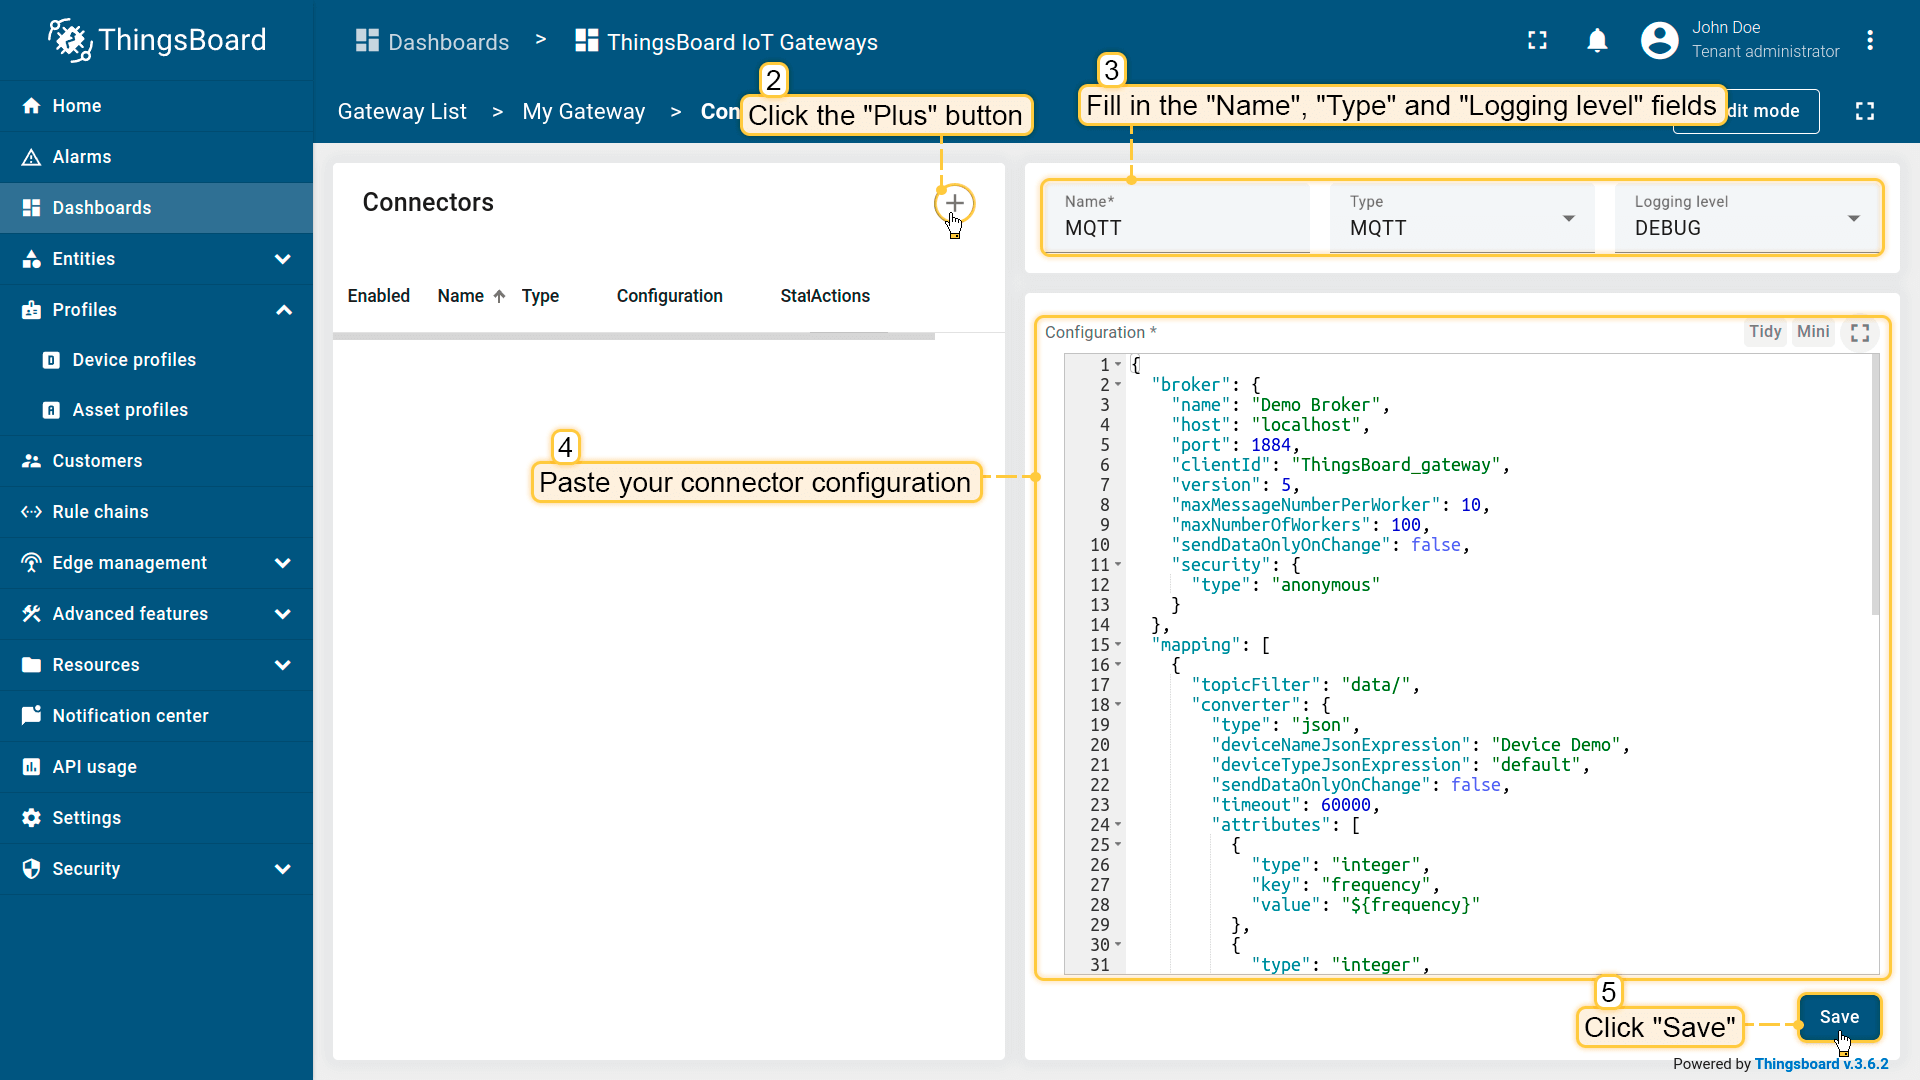 ThingsBoard
Dashboards > ThingsBoard IoT Gateways
John Doe
Tenant administrator
Gateway List > My Gateway > Con
2
Click the "Plus" button
3
Fill in the "Name", "Type" and "Logging level" fields
dit mode
Home
Alarms
Dashboards
Entities
Profiles
Device profiles
Asset profiles
Customers
Rule chains
Edge management
Advanced features
Resources
Notification center
API usage
Settings
Security
Connectors
Enabled Name Type Configuration Stat Actions
4
Paste your connector configuration
Name* Type Logging level
MQTT MQTT DEBUG
Configuration * Tidy Mini
1 {
2 "broker": {
3 "name": "Demo Broker",
4 "host": "localhost",
5 "port": 1884,
6 "clientId": "ThingsBoard_gateway",
7 "version": 5,
8 "maxMessageNumberPerWorker": 10,
9 "maxNumberOfWorkers": 100,
10 "sendDataOnlyOnChange": false,
11 "security": {
12 "type": "anonymous"
13 }
14 },
15 "mapping": [
16 {
17 "topicFilter": "data/",
18 "converter": {
19 "type": "json",
20 "deviceNameJsonExpression": "Device Demo",
21 "deviceTypeJsonExpression": "default",
22 "sendDataOnlyOnChange": false,
23 "timeout": 60000,
24 "attributes": [
25 {
26 "type": "integer",
27 "key": "frequency",
28 "value": "${frequency}"
29 },
30 {
31 "type": "integer",
5
Click "Save"
Save
Powered by Thingsboard v.3.6.2